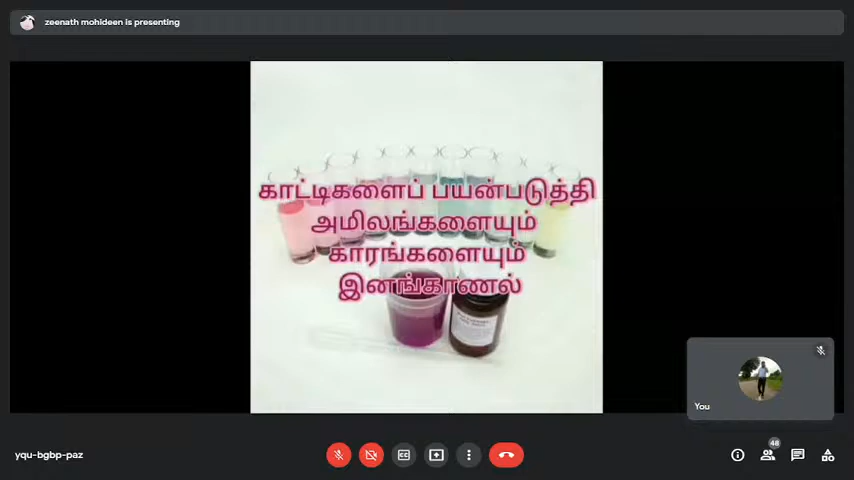 zeenath mohideen is presenting
காட்டிகளைப் பயன்படுத்தி
அமிலங்களையும்
காரங்களையும்
இனங்காணல்
You
yqu-bgbp-paz
48